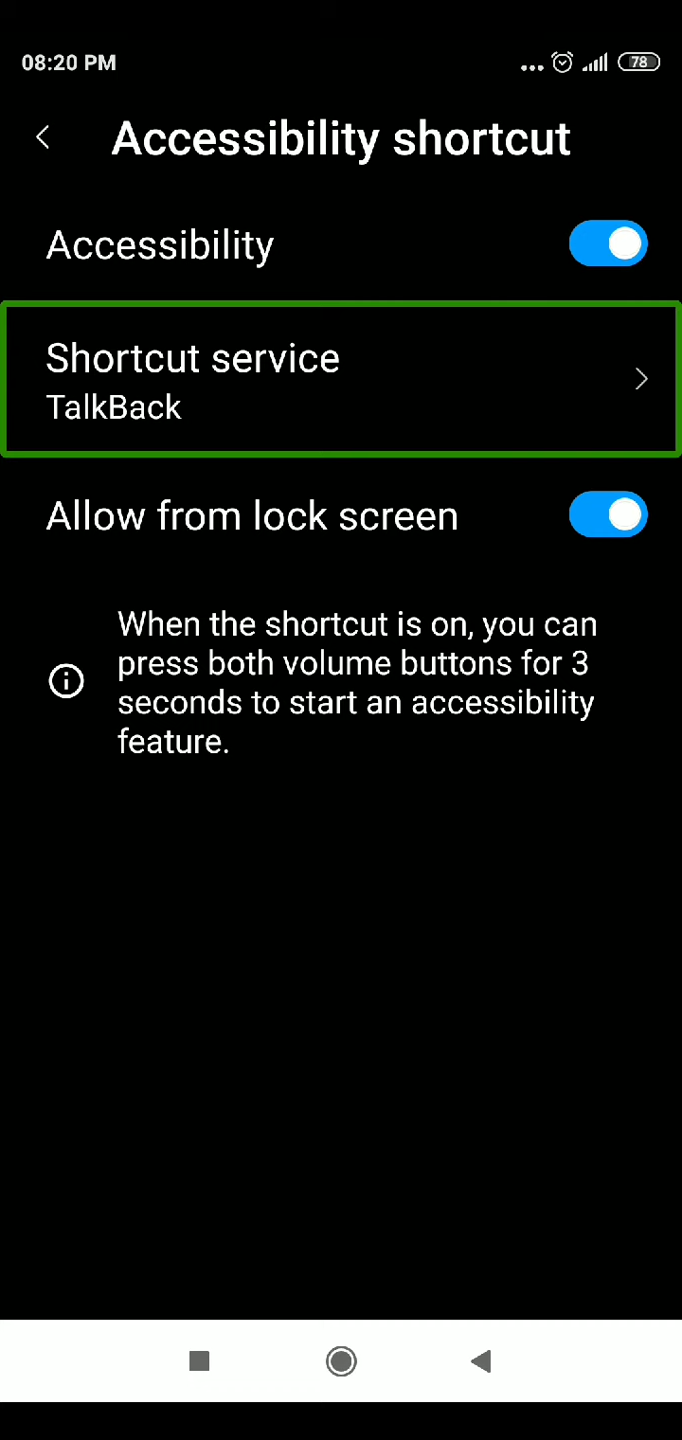 08:20 PM
78
Accessibility shortcut
Accessibility
Shortcut service
TalkBack
Allow from lock screen
When the shortcut is on, you can
press both volume buttons for 3
seconds to start an accessibility
feature.